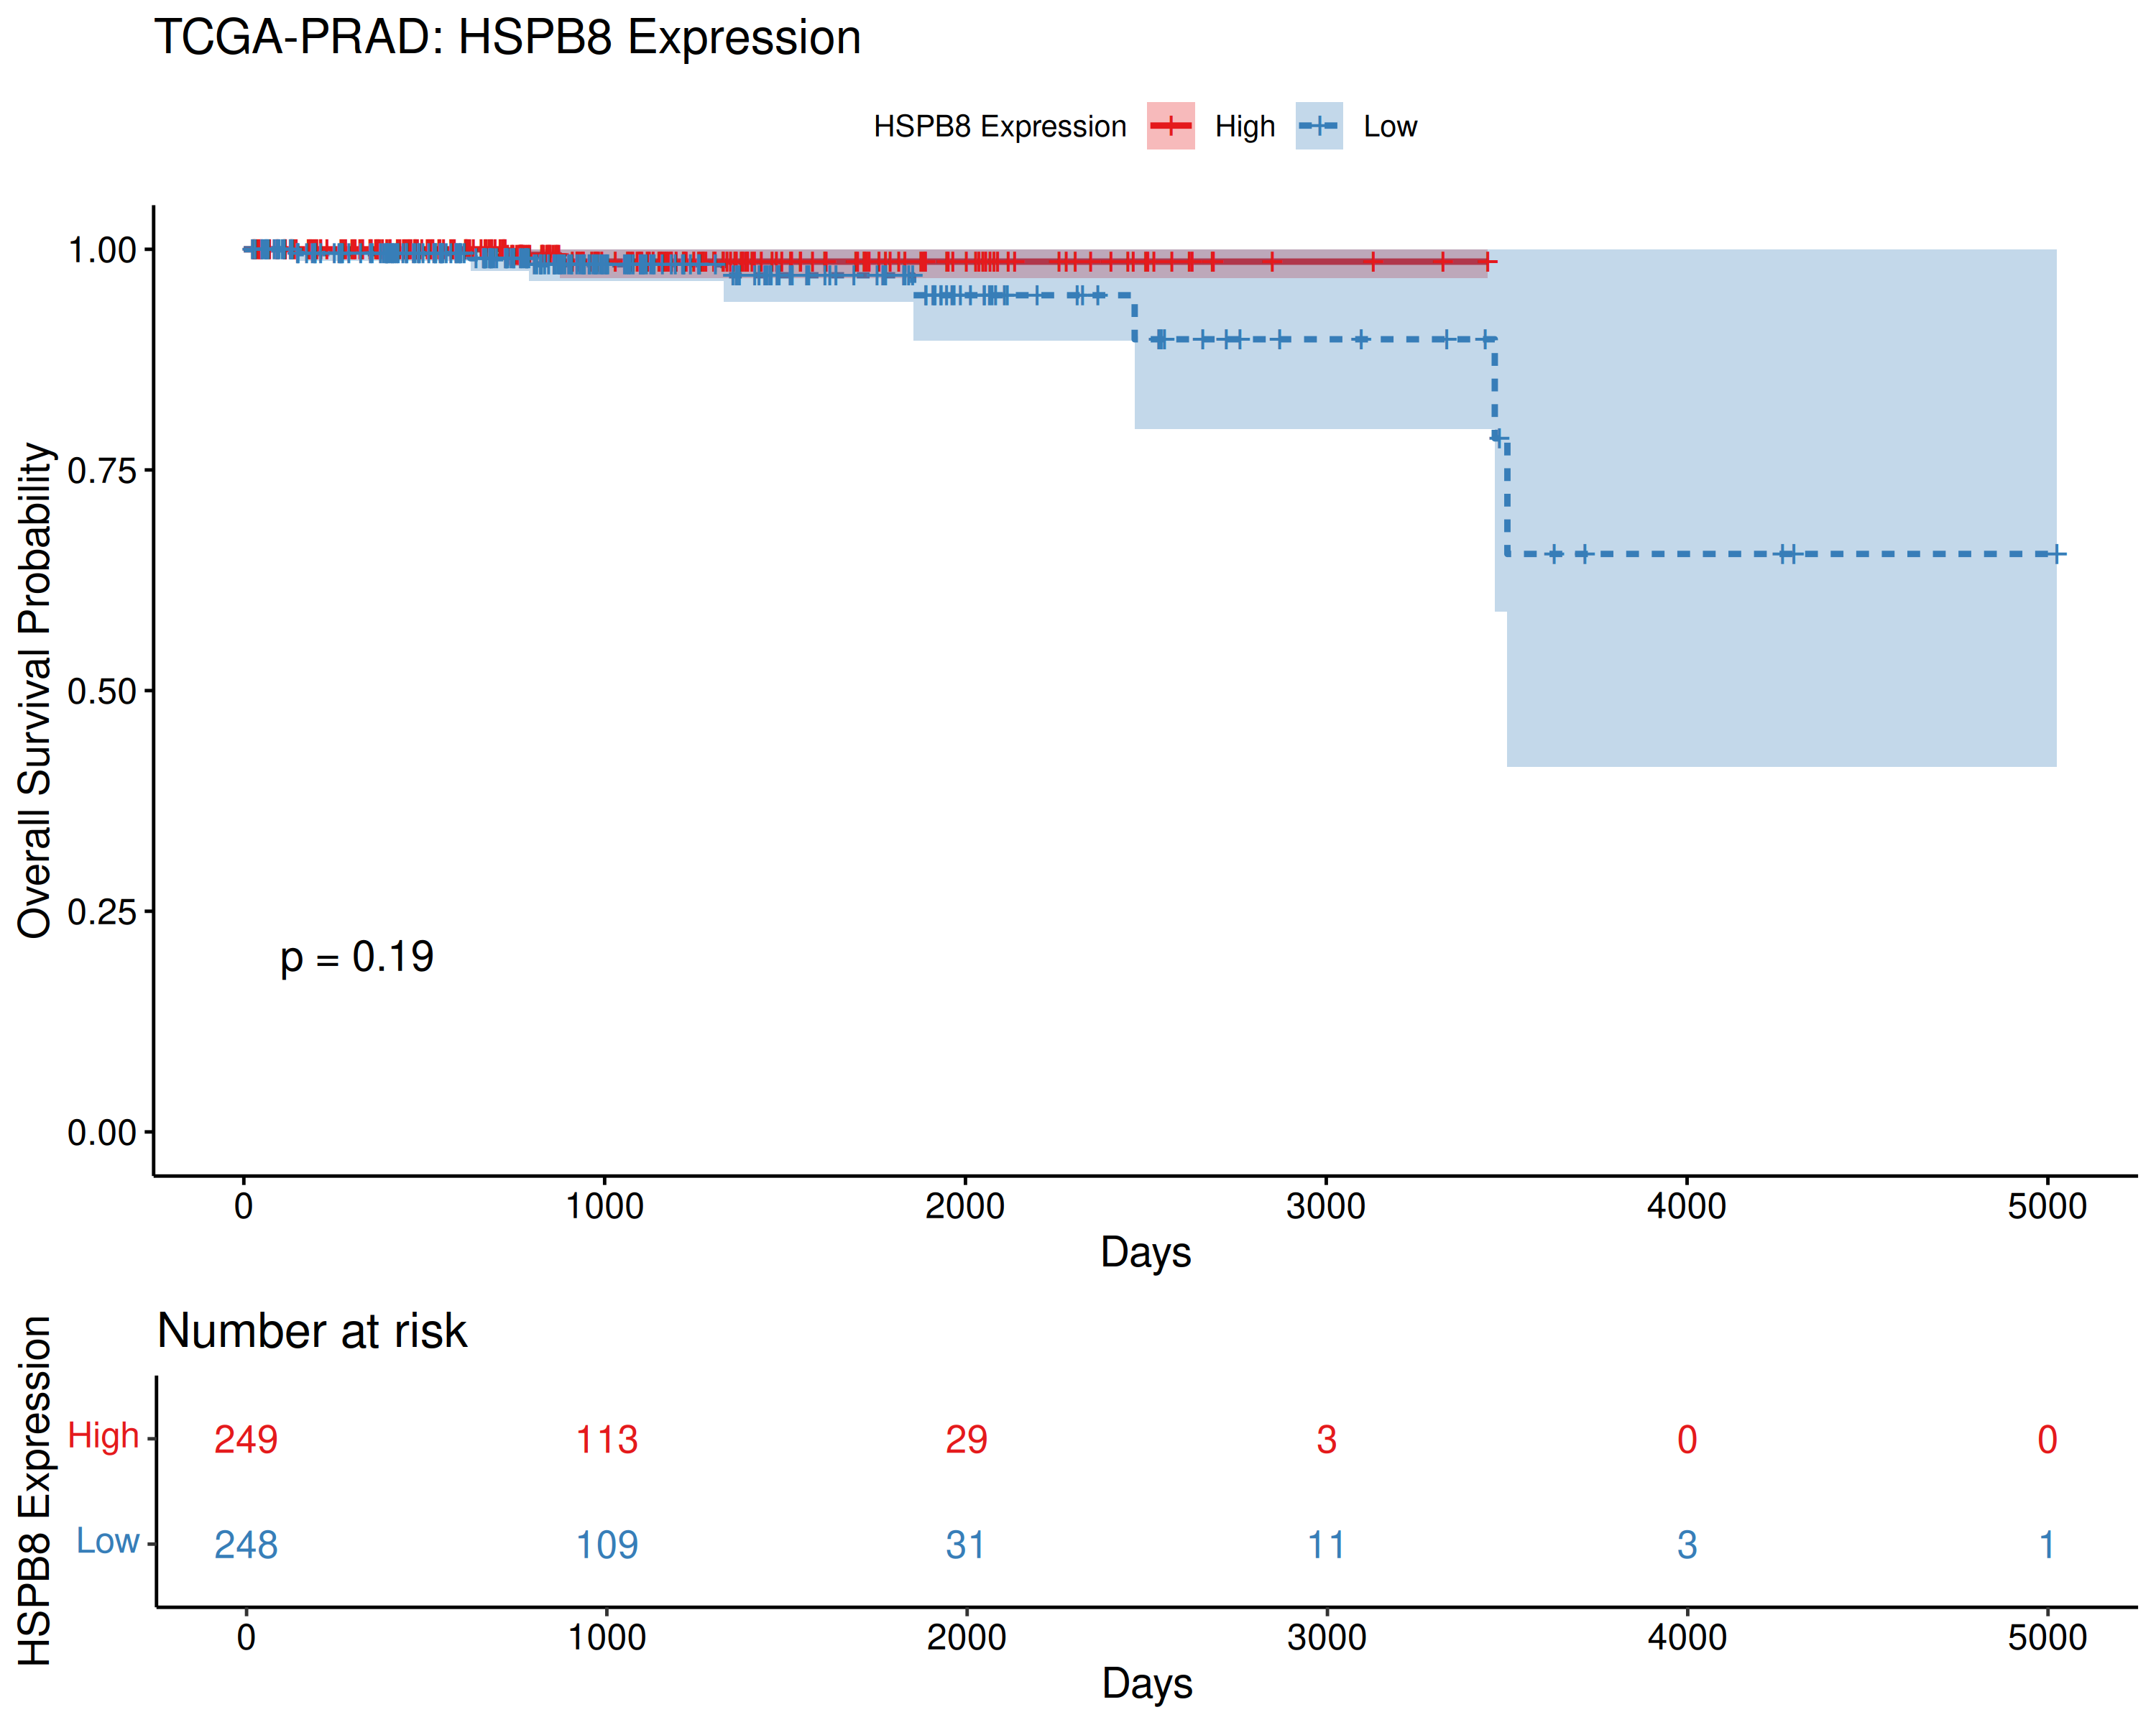 TCGA-PRAD: HSPB8 Expression
HSPB8 Expression High Low
Overall Survival Probability
1.00
0.75
0.50
0.25
0.00
p = 0.19
0 1000 2000 3000 4000 5000
Days
Number at risk
HSPB8 Expression
High 249 113 29 3 0 0
Low 248 109 31 11 3 1
0 1000 2000 3000 4000 5000
Days